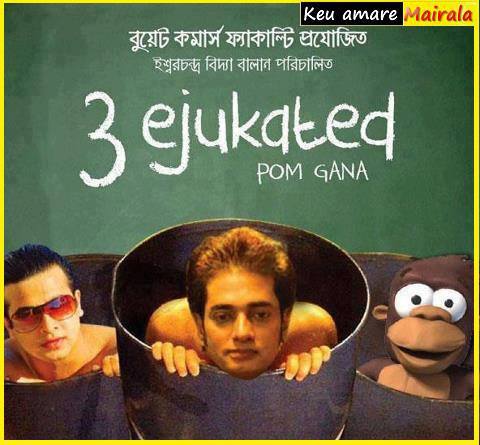 Keu amare Mairala
বুয়েট কমার্স ফ্যাকাল্টি প্রযোজিত
ইশ্বরচন্দ্র বিদ্যা বালান পরিচালিত
3 ejukated
POM GANA